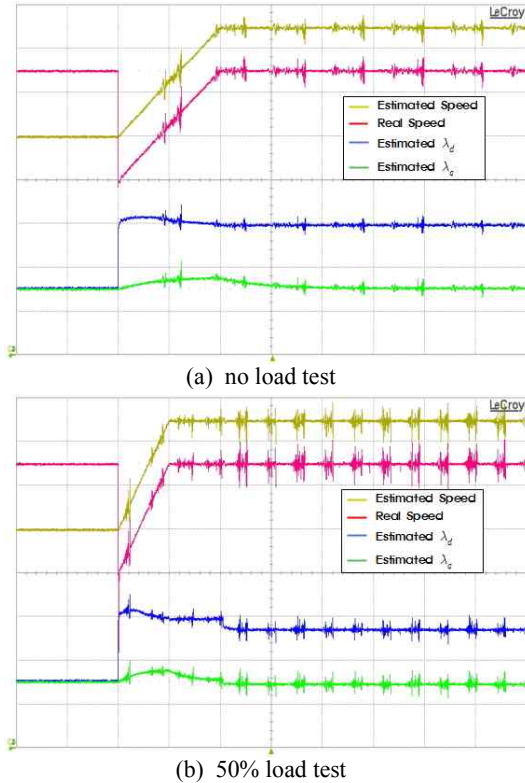 LeCroy
Estimated Speed
Real Speed
Estimated λd
Estimated λq
(a) no load test
LeCroy
Estimated Speed
Real Speed
Estimated λd
Estimated λq
(b) 50% load test